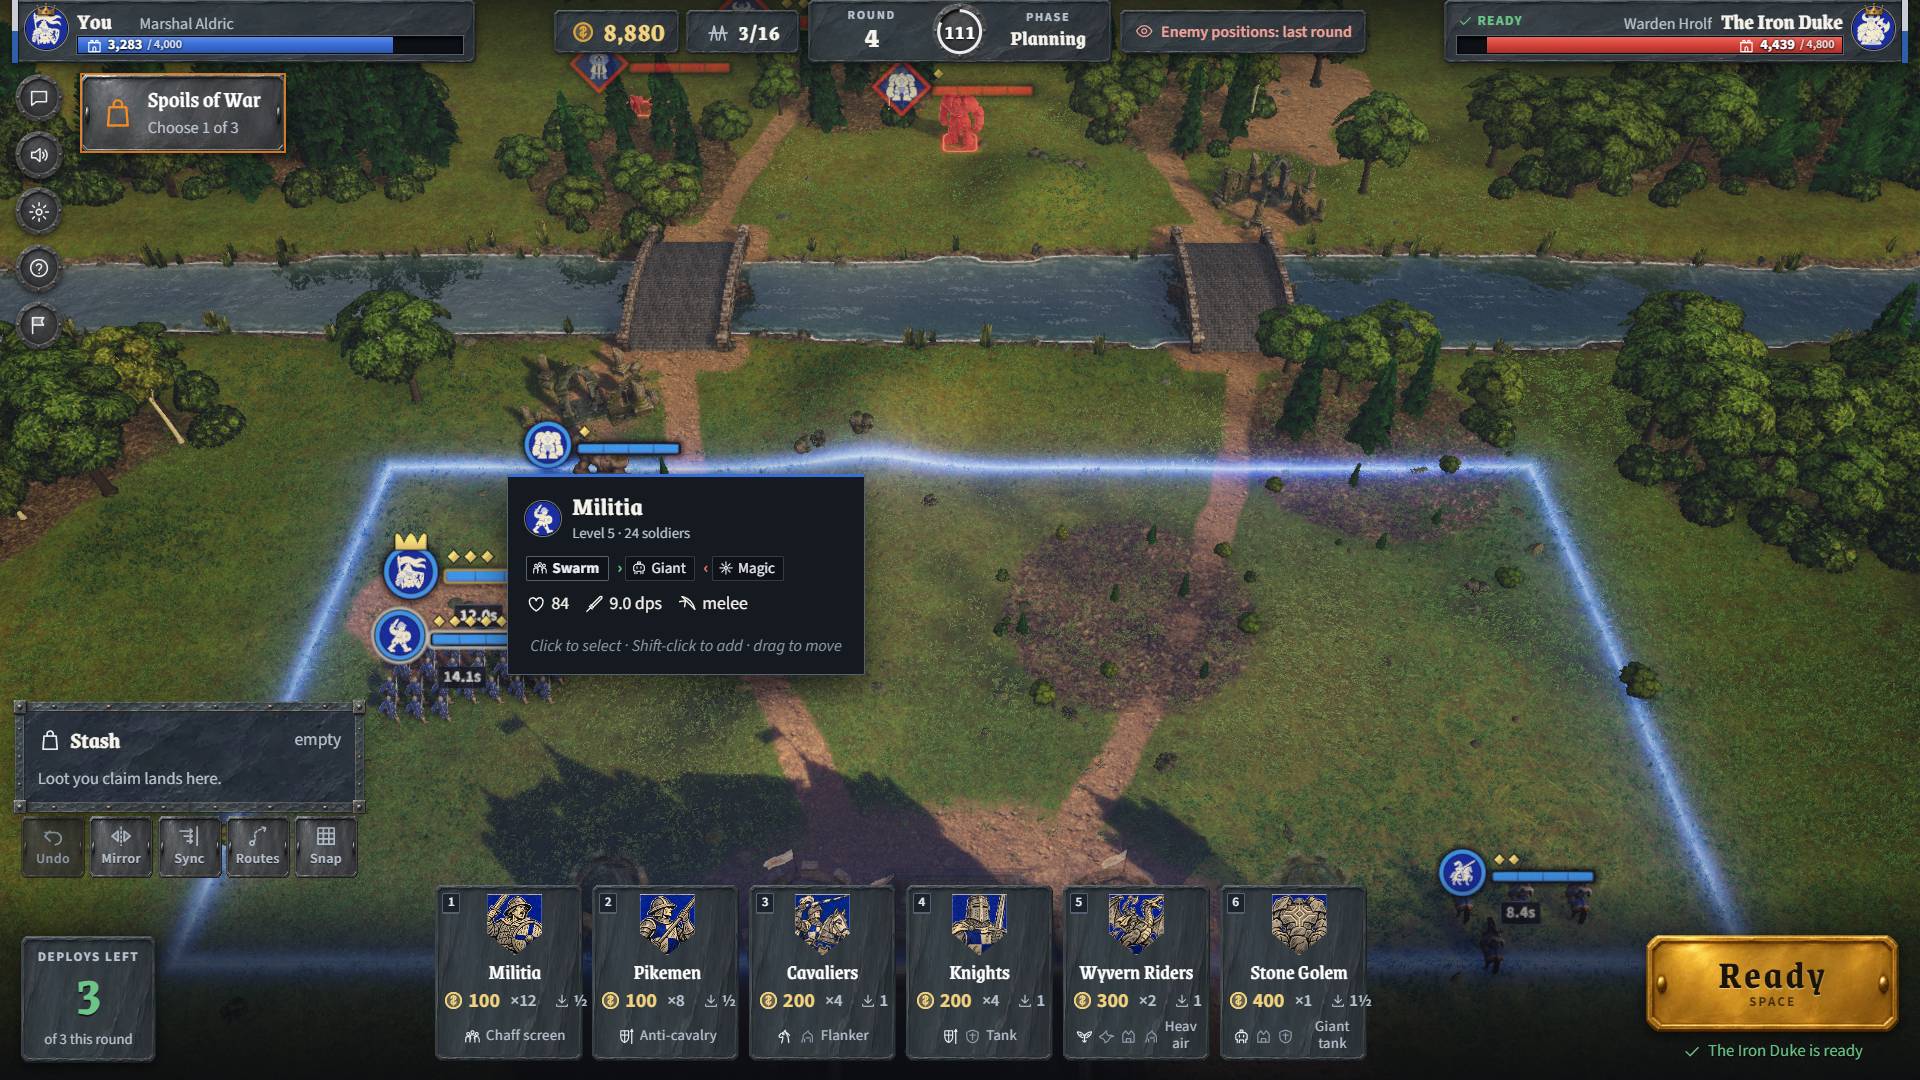 You Marshal Aldric
3,283 / 4,000
8,880
3/16
ROUND
4
111
PHASE
Planning
Enemy positions: last round
READY
Warden Hrolf The Iron Duke
4,439 / 4,800
Spoils of War
Choose 1 of 3
Militia
Level 5 · 24 soldiers
Swarm › Giant ‹ Magic
84 9.0 dps melee
Click to select · Shift-click to add · drag to move
12.0s
14.1s
Stash empty
Loot you claim lands here.
Undo
Mirror
Sync
Routes
Snap
DEPLOYS LEFT
3
of 3 this round
1
Militia
100 ×12 ½
Chaff screen
2
Pikemen
100 ×8 ½
Anti-cavalry
3
Cavaliers
200 ×4 1
Flanker
4
Knights
200 ×4 1
Tank
5
Wyvern Riders
300 ×2 1
Heav
air
6
Stone Golem
400 ×1 1½
Giant
tank
8.4s
Ready
SPACE
The Iron Duke is ready